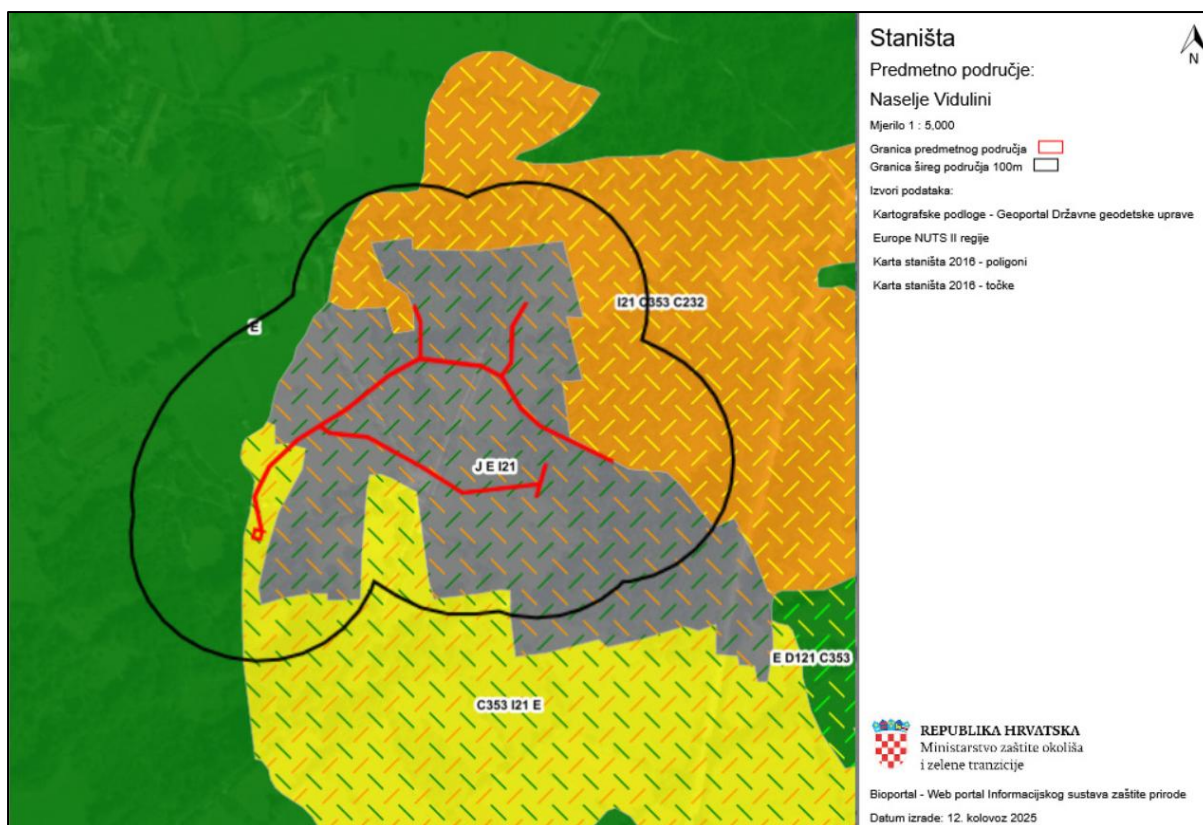 Staništa
N
Predmetno područje:
Naselje Vidulini
Mjerilo 1 : 5,000
Granica predmetnog područja
Granica šireg područja 100m
Izvori podataka:
Kartografske podloge - Geoportal Državne geodetske uprave
Europe NUTS II regije
Karta staništa 2016 - poligoni
Karta staništa 2016 - točke
I21 C353 C232
E
J E I21
E D121 C353
C353 I21 E
REPUBLIKA HRVATSKA
Ministarstvo zaštite okoliša
i zelene tranzicije
Bioportal - Web portal Informacijskog sustava zaštite prirode
Datum izrade: 12. kolovoz 2025